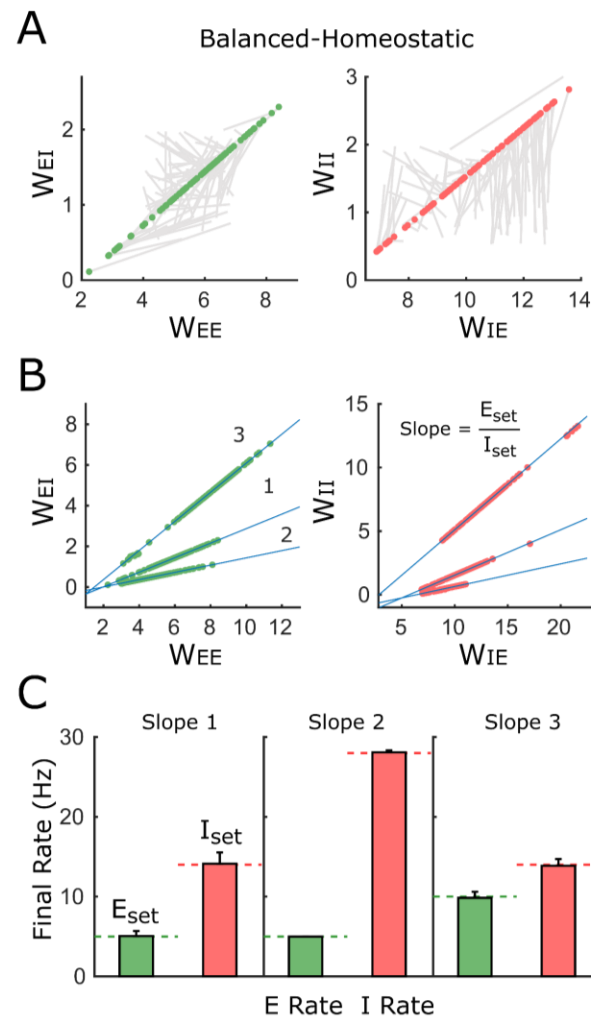 A
Balanced-Homeostatic
WEI
2
1
0
2
4
6
8
WEE
WII
3
2
1
0
8
10
12
14
WIE
B
WEI
8
6
4
2
0
3
1
2
2
4
6
8
10
12
WEE
WII
15
10
5
0
Slope = Eset
Iset
5
10
15
20
WIE
C
Slope 1
Slope 2
Slope 3
Final Rate (Hz)
30
20
10
0
Eset
Iset
E Rate I Rate